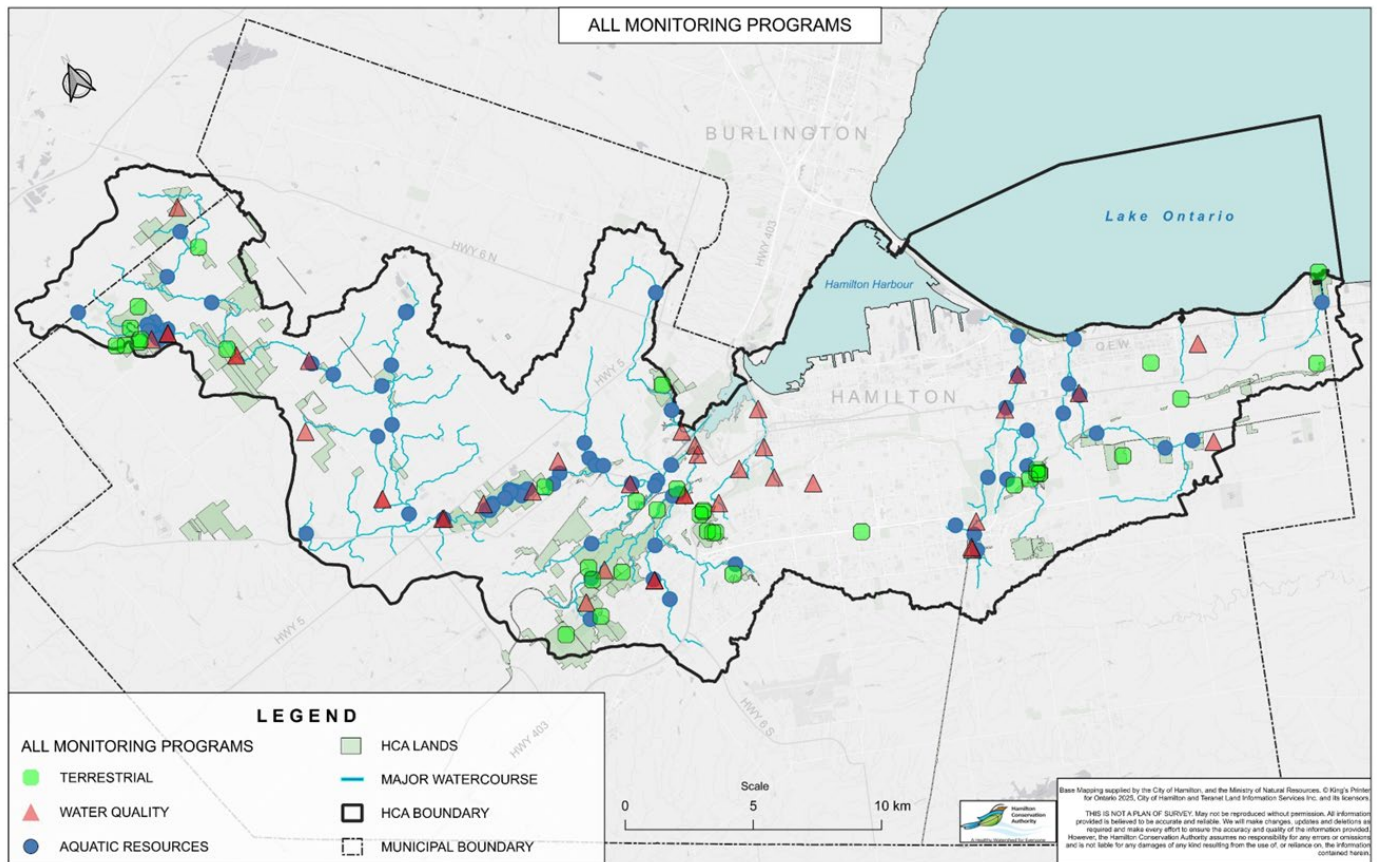 ALL MONITORING PROGRAMS
BURLINGTON
HWY 403
HWY 6 N
Lake Ontario
Hamilton Harbour
HWY 5
QEW
HAMILTON
HWY 5
HWY 6 S
HWY 403
LEGEND
ALL MONITORING PROGRAMS
TERRESTRIAL
WATER QUALITY
AQUATIC RESOURCES
HCA LANDS
MAJOR WATERCOURSE
HCA BOUNDARY
MUNICIPAL BOUNDARY
Scale
0 5 10 km
Hamilton
Conservation
Authority
A Healthy Watershed for Everyone
Base Mapping supplied by the City of Hamilton, and the Ministry of Natural Resources. © King's Printer
for Ontario 2025, City of Hamilton and Teranet Land Information Services Inc. and its licensors.
THIS IS NOT A PLAN OF SURVEY. May not be reproduced without permission. All information
provided is believed to be accurate and reliable. We will make changes, updates and deletions as
required and make every effort to ensure the accuracy and quality of the information provided.
However, the Hamilton Conservation Authority assumes no responsibility for any errors or omissions
and is not liable for any damages of any kind resulting from the use of, or reliance on, the information
contained herein.